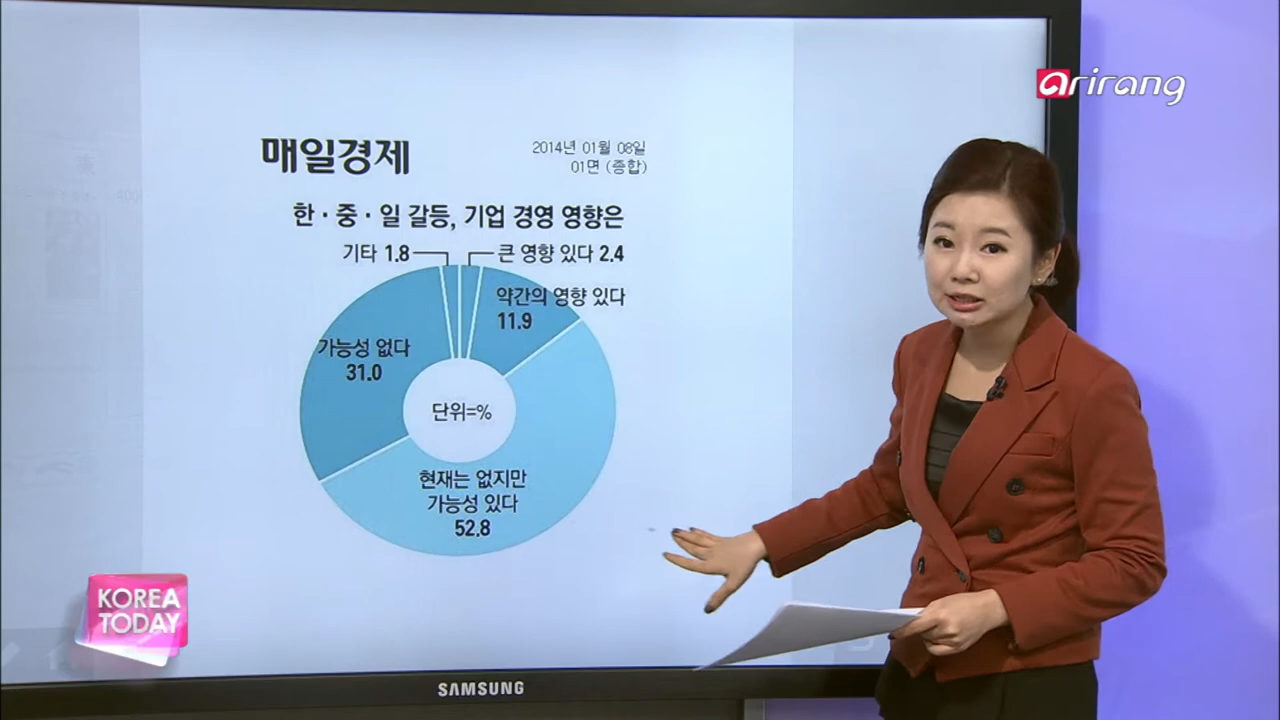 arirang
매일경제
2014년 01월 08일
01면 (종합)
한·중·일 갈등, 기업 경영 영향은
기타 1.8
큰 영향 있다 2.4
약간의 영향 있다
11.9
가능성 없다
31.0
단위=%
현재는 없지만
가능성 있다
52.8
KOREA
TODAY
SAMSUNG